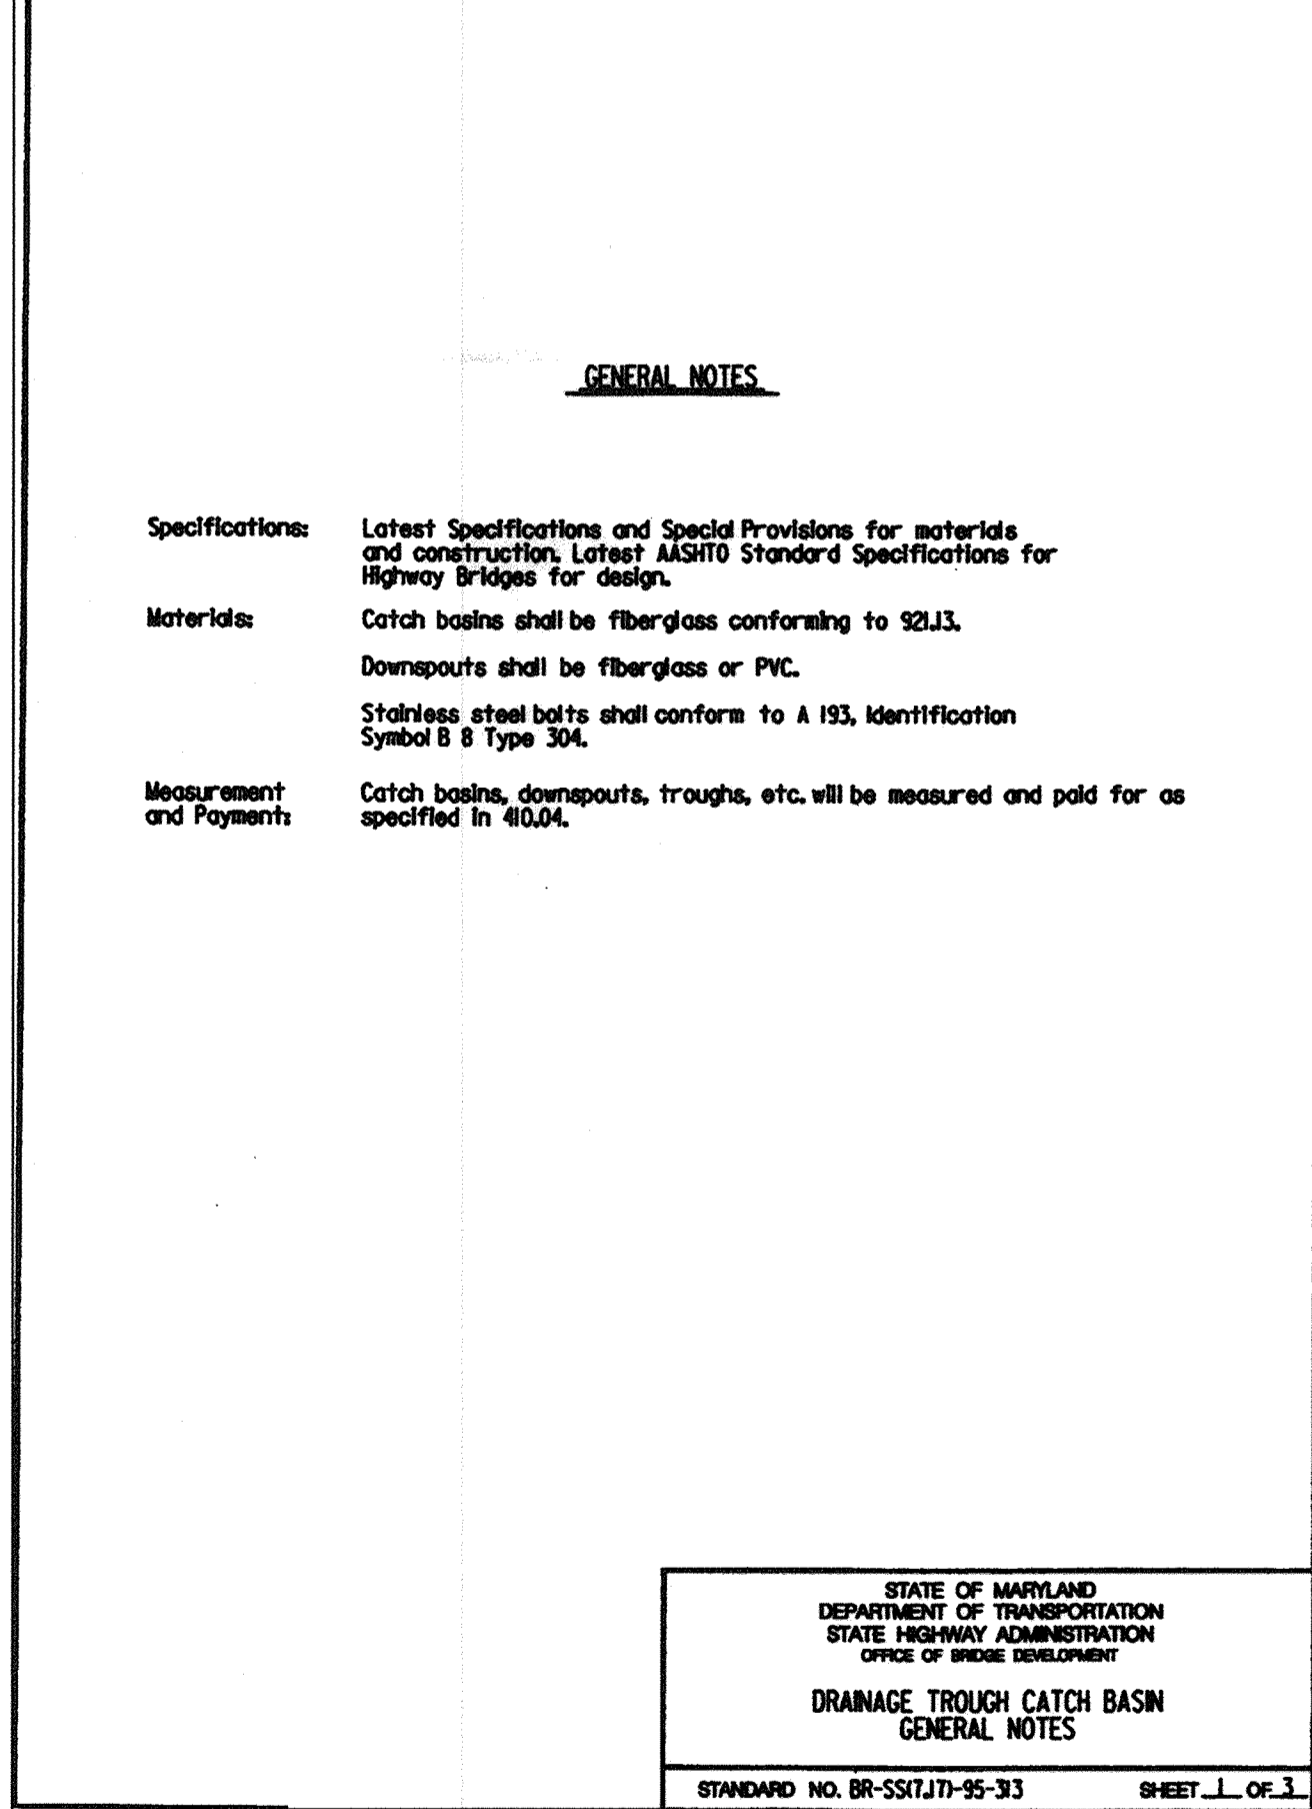 GENERAL NOTES
Specifications: Latest Specifications and Special Provisions for materials
and construction. Latest AASHTO Standard Specifications for
Highway Bridges for design.
Materials: Catch basins shall be fiberglass conforming to 921.13.
Downspouts shall be fiberglass or PVC.
Stainless steel bolts shall conform to A 193, Identification
Symbol B 8 Type 304.
Measurement Catch basins, downspouts, troughs, etc. will be measured and paid for as
and Payment: specified in 410.04.
STATE OF MARYLAND
DEPARTMENT OF TRANSPORTATION
STATE HIGHWAY ADMINISTRATION
OFFICE OF BRIDGE DEVELOPMENT
DRAINAGE TROUGH CATCH BASIN
GENERAL NOTES
STANDARD NO. BR-SS(7.17)-95-313 SHEET 1 OF 3